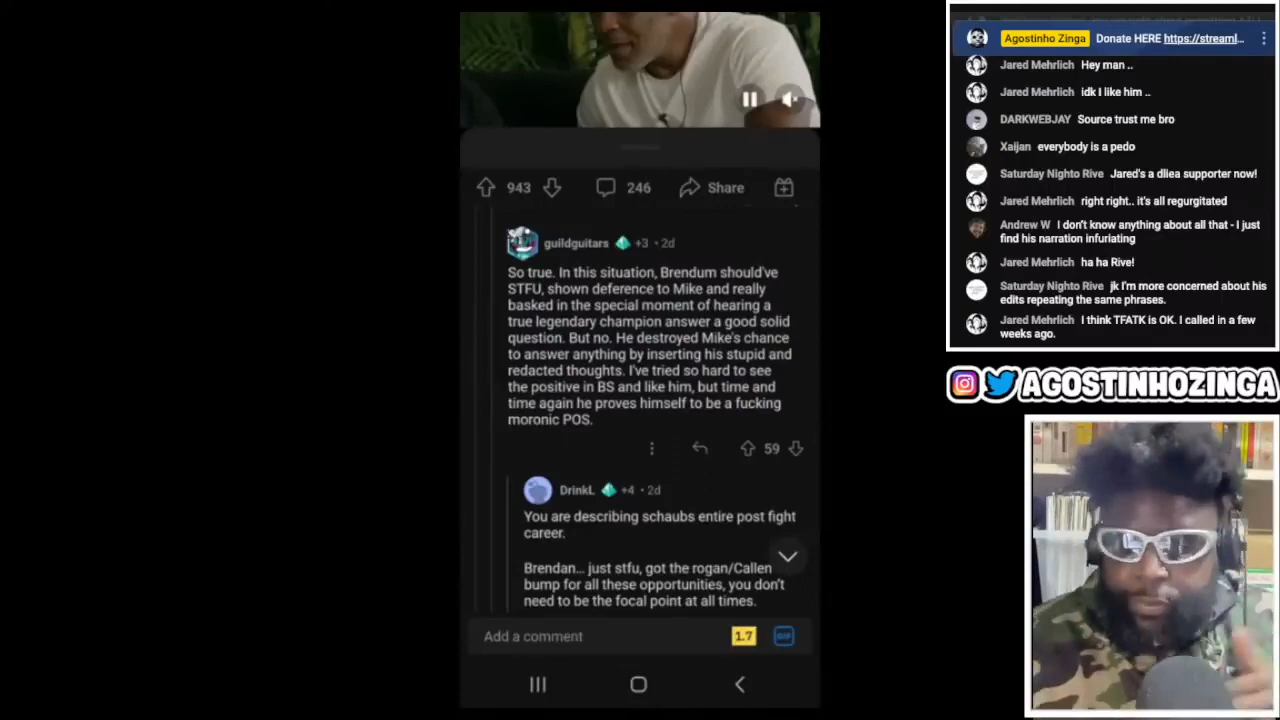 943
246
Share
guildguitars +3 · 2d
So true. In this situation, Brendum should've
STFU, shown deference to Mike and really
basked in the special moment of hearing a
true legendary champion answer a good solid
question. But no. He destroyed Mike's chance
to answer anything by inserting his stupid and
redacted thoughts. I've tried so hard to see
the positive in BS and like him, but time and
time again he proves himself to be a fucking
moronic POS.
59
DrinkL +4 · 2d
You are describing schaubs entire post fight
career.
Brendan... just stfu, got the rogan/Callen
bump for all these opportunities, you don't
need to be the focal point at all times.
Add a comment
1.7
GIF
Agostinho Zinga Donate HERE https://streaml...
Jared Mehrlich Hey man ..
Jared Mehrlich idk I like him ..
DARKWEBJAY Source trust me bro
Xaijan everybody is a pedo
Saturday Nighto Rive Jared's a dliea supporter now!
Jared Mehrlich right right.. it's all regurgitated
Andrew W I don't know anything about all that - I just
find his narration infuriating
Jared Mehrlich ha ha Rive!
Saturday Nighto Rive jk I'm more concerned about his
edits repeating the same phrases.
Jared Mehrlich I think TFATK is OK. I called in a few
weeks ago.
AGOSTINHOZINGA